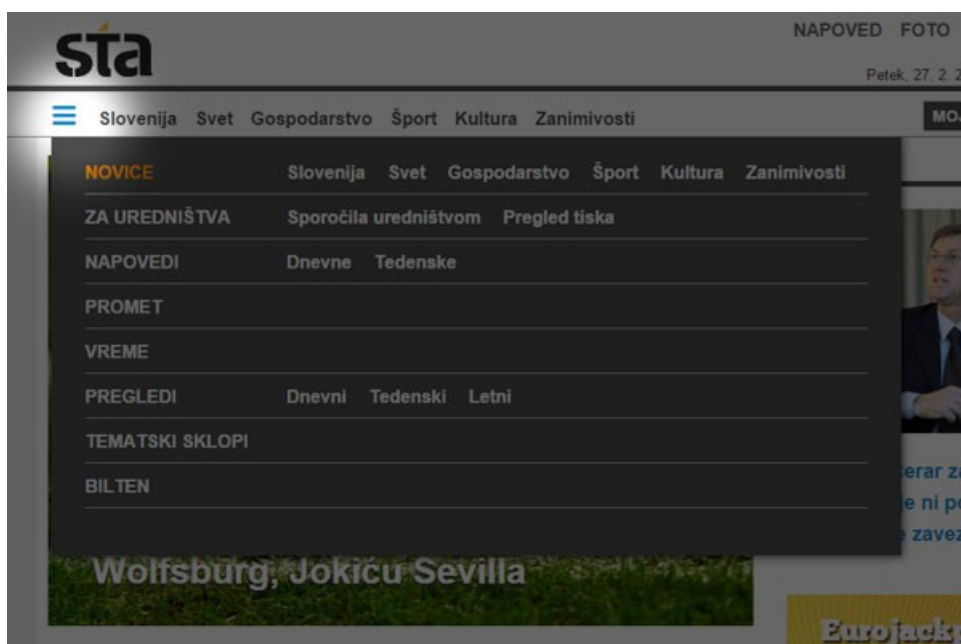 sta
NAPOVED FOTO
Petek, 27. 2.
Slovenija Svet Gospodarstvo Šport Kultura Zanimivosti
NOVICE Slovenija Svet Gospodarstvo Šport Kultura Zanimivosti
ZA UREDNIŠTVA Sporočila uredništvom Pregled tiska
NAPOVEDI Dnevne Tedenske
PROMET
VREME
PREGLEDI Dnevni Tedenski Letni
TEMATSKI SKLOPI
BILTEN
erar
e ni
Wolfsburg, Jokiću Sevilla